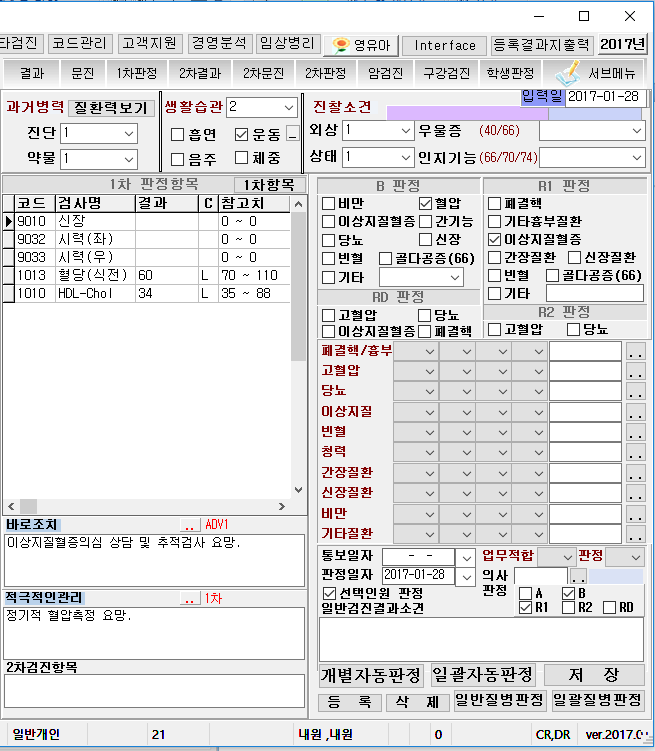 타검진 코드관리 고객지원 경영분석 임상병리 영유아 Interface 등록결과지출력 2017년
결과 문진 1차판정 2차결과 2차문진 2차판정 암검진 구강검진 학생판정 서브메뉴
입력일 2017-01-28
과거병력 질환력보기 생활습관 2 진찰소견
진단 1 흡연 운동 .. 외상 1 우울증 (40/66)
약물 1 음주 체중 상태 1 인지기능 (66/70/74)
1차 판정항목 1차항목
코드 검사명 결과 C 참고치
9010 신장 0 ~ 0
9032 시력(좌) 0 ~ 0
9033 시력(우) 0 ~ 0
1013 혈당(식전) 60 L 70 ~ 110
1010 HDL-Chol 34 L 35 ~ 88
B 판정
비만 혈압
이상지질혈증 간기능
당뇨 신장
빈혈 골다공증(66)
기타
RD 판정
고혈압 당뇨
이상지질혈증 폐결핵
R1 판정
폐결핵
기타흉부질환
이상지질혈증
간장질환 신장질환
빈혈 골다공증(66)
기타
R2 판정
고혈압 당뇨
폐결핵/흉부 ..
고혈압 ..
당뇨 ..
이상지질 ..
빈혈 ..
청력 ..
간장질환 ..
신장질환 ..
비만 ..
기타질환 ..
바로조치 .. ADV1
이상지질혈증의심 상담 및 추적검사 요망.
적극적인관리 .. 1차
정기적 혈압측정 요망.
2차검진항목
통보일자 - - 업무적합 판정
판정일자 2017-01-28 의사 ..
선택인원 판정 판정 A B
일반검진결과소견 R1 R2 RD
개별자동판정 일괄자동판정 저 장
등 록 삭 제 일반질병판정 일괄질병판정
일반개인 21 내원 ,내원 0 CR,DR ver.2017.0